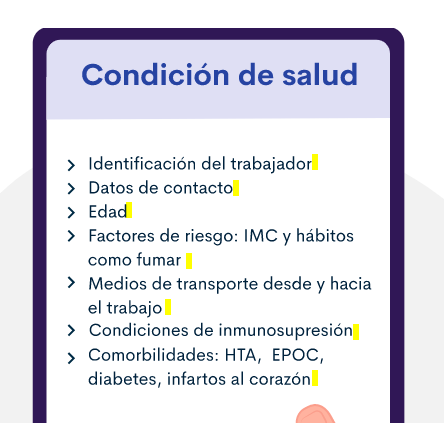 Condición de salud
Identificación del trabajador
Datos de contacto
Edad
Factores de riesgo: IMC y hábitos
como fumar
Medios de transporte desde y hacia
el trabajo
Condiciones de inmunosupresión
Comorbilidades: HTA, EPOC,
diabetes, infartos al corazón